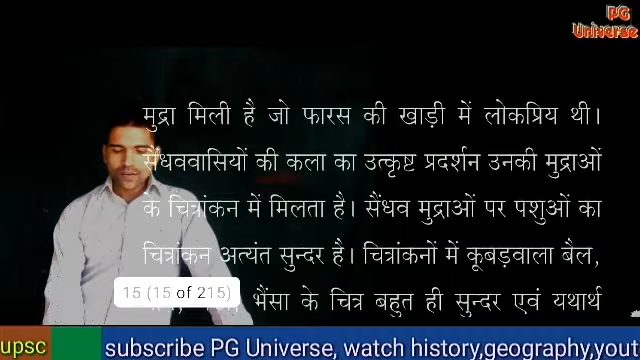 PG
Universe
मुद्रा मिली है जो फारस की खाड़ी में लोकप्रिय थी।
सैंधववासियों की कला का उत्कृष्ट प्रदर्शन उनकी मुद्राओं
के चित्रांकन में मिलता है। सैंधव मुद्राओं पर पशुओं का
चित्रांकन अत्यंत सुन्दर है। चित्रांकनों में कूबड़वाला बैल,
भैंसा के चित्र बहुत ही सुन्दर एवं यथार्थ
15 (15 of 215)
upsc subscribe PG Universe, watch history,geography,yout